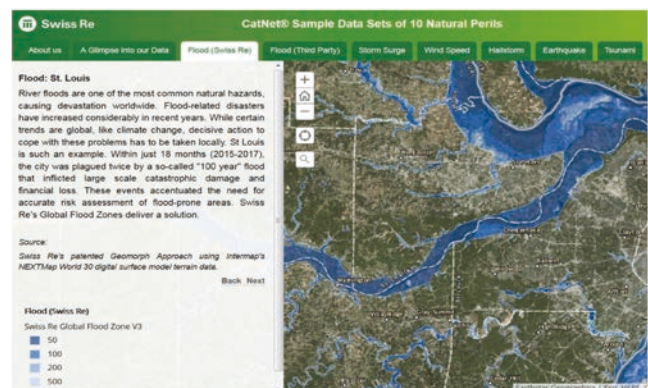 Swiss Re
CatNet® Sample Data Sets of 10 Natural Perils
About us
A Glimpse into our Data
Flood (Swiss Re)
Flood (Third Party)
Storm Surge
Wind Speed
Hailstorm
Earthquake
Tsunami
Flood: St. Louis
River floods are one of the most common natural hazards,
causing devastation worldwide. Flood-related disasters
have increased considerably in recent years. While certain
trends are global, like climate change, decisive action to
cope with these problems has to be taken locally. St Louis
is such an example. Within just 18 months (2015-2017),
the city was plagued twice by a so-called "100 year" flood
that inflicted large scale catastrophic damage and
financial loss. These events accentuated the need for
accurate risk assessment of flood-prone areas. Swiss
Re's Global Flood Zones deliver a solution.
Source:
Swiss Re's patented Geomorph Approach using Intermap's
NEXTMap World 30 digital surface model terrain data.
Back Next
Flood (Swiss Re)
Swiss Re Global Flood Zone V3
50
100
200
500